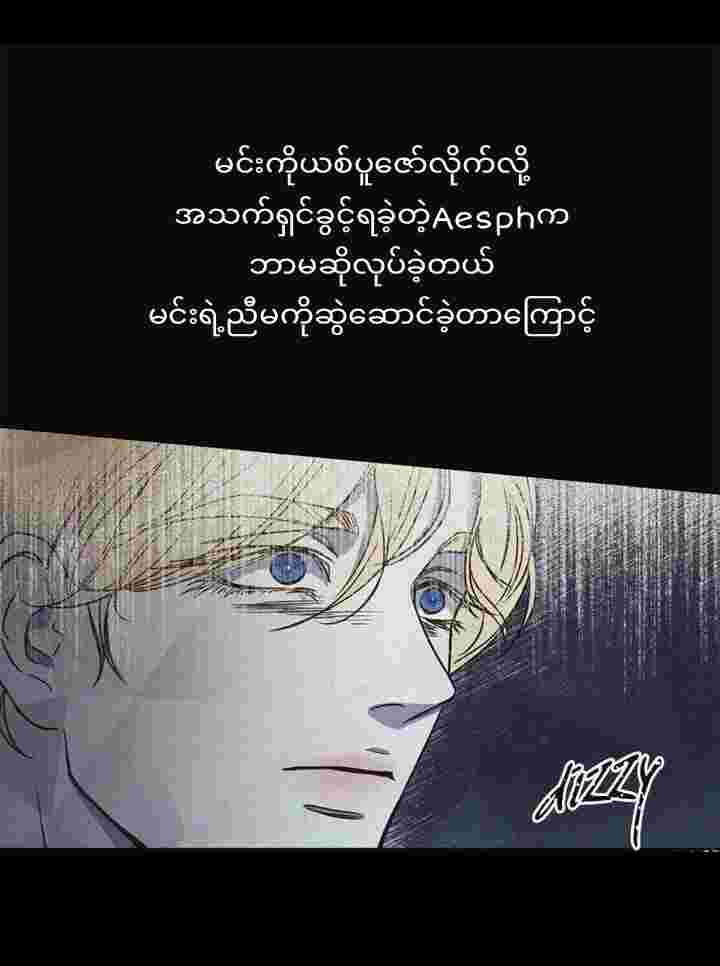 မင်းကိုယစ်ပူဇော်လိုက်လို့
အသက်ရှင်ခွင့်ရခဲ့တဲ့Aesphက
ဘာမဆိုလုပ်ခဲ့တယ်
မင်းရဲ့ညီမကိုဆွဲဆောင်ခဲ့တာကြောင့်
dizzy